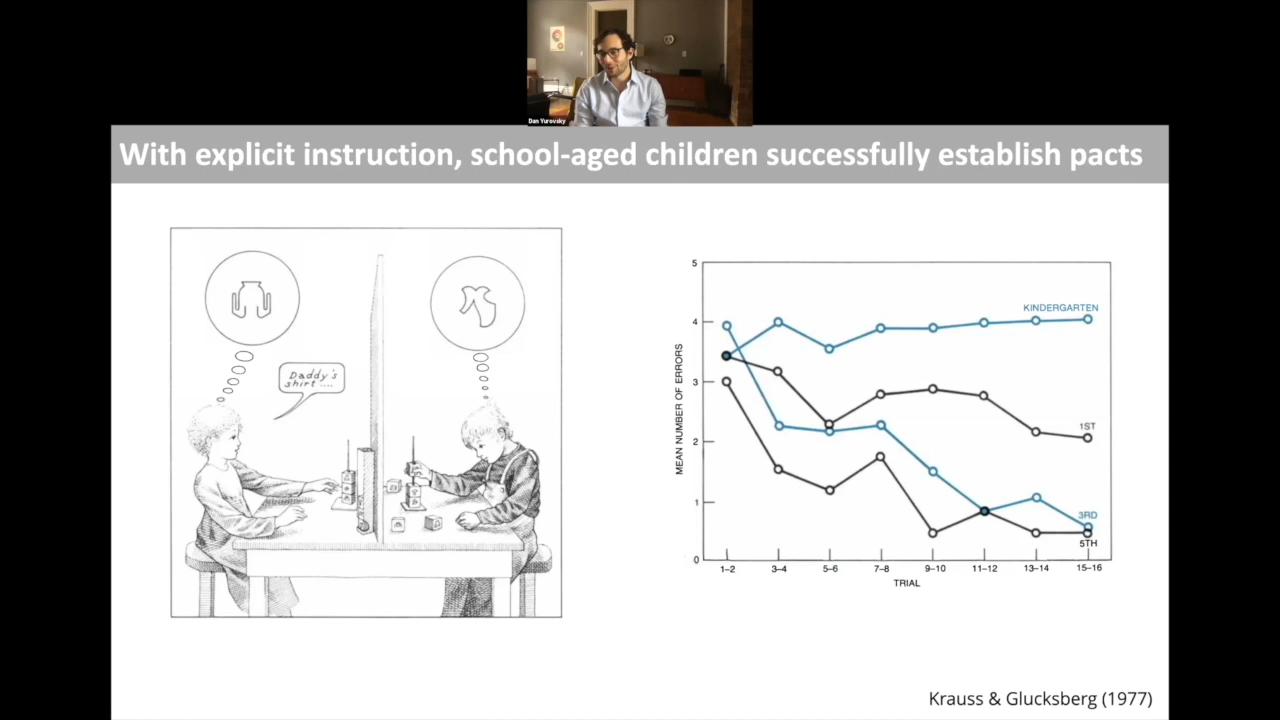 Dan Yurovsky
With explicit instruction, school-aged children successfully establish pacts
Daddy's
shirt ....
5
4
3
2
1
0
MEAN NUMBER OF ERRORS
KINDERGARTEN
1ST
3RD
5TH
1–2 3–4 5–6 7–8 9–10 11–12 13–14 15–16
TRIAL
Krauss & Glucksberg (1977)